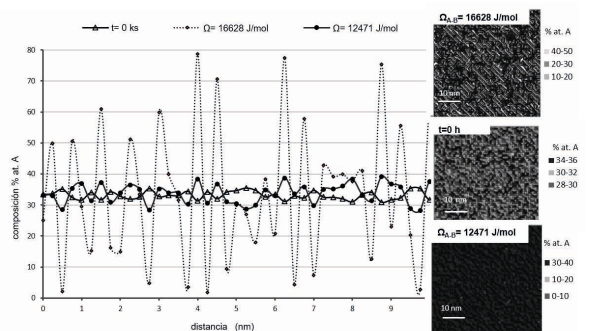 t= 0 ks
Ω= 16628 J/mol
Ω= 12471 J/mol
composición % at. A
80
70
60
50
40
30
20
10
0
0
1
2
3
4
5
6
7
8
9
distancia (nm)
Ω_A-B= 16628 J/mol
% at. A
40-50
20-30
10-20
10 nm
t=0 h
% at. A
34-36
30-32
28-30
10 nm
Ω_A-B= 12471 J/mol
% at. A
30-40
10-20
0-10
10 nm